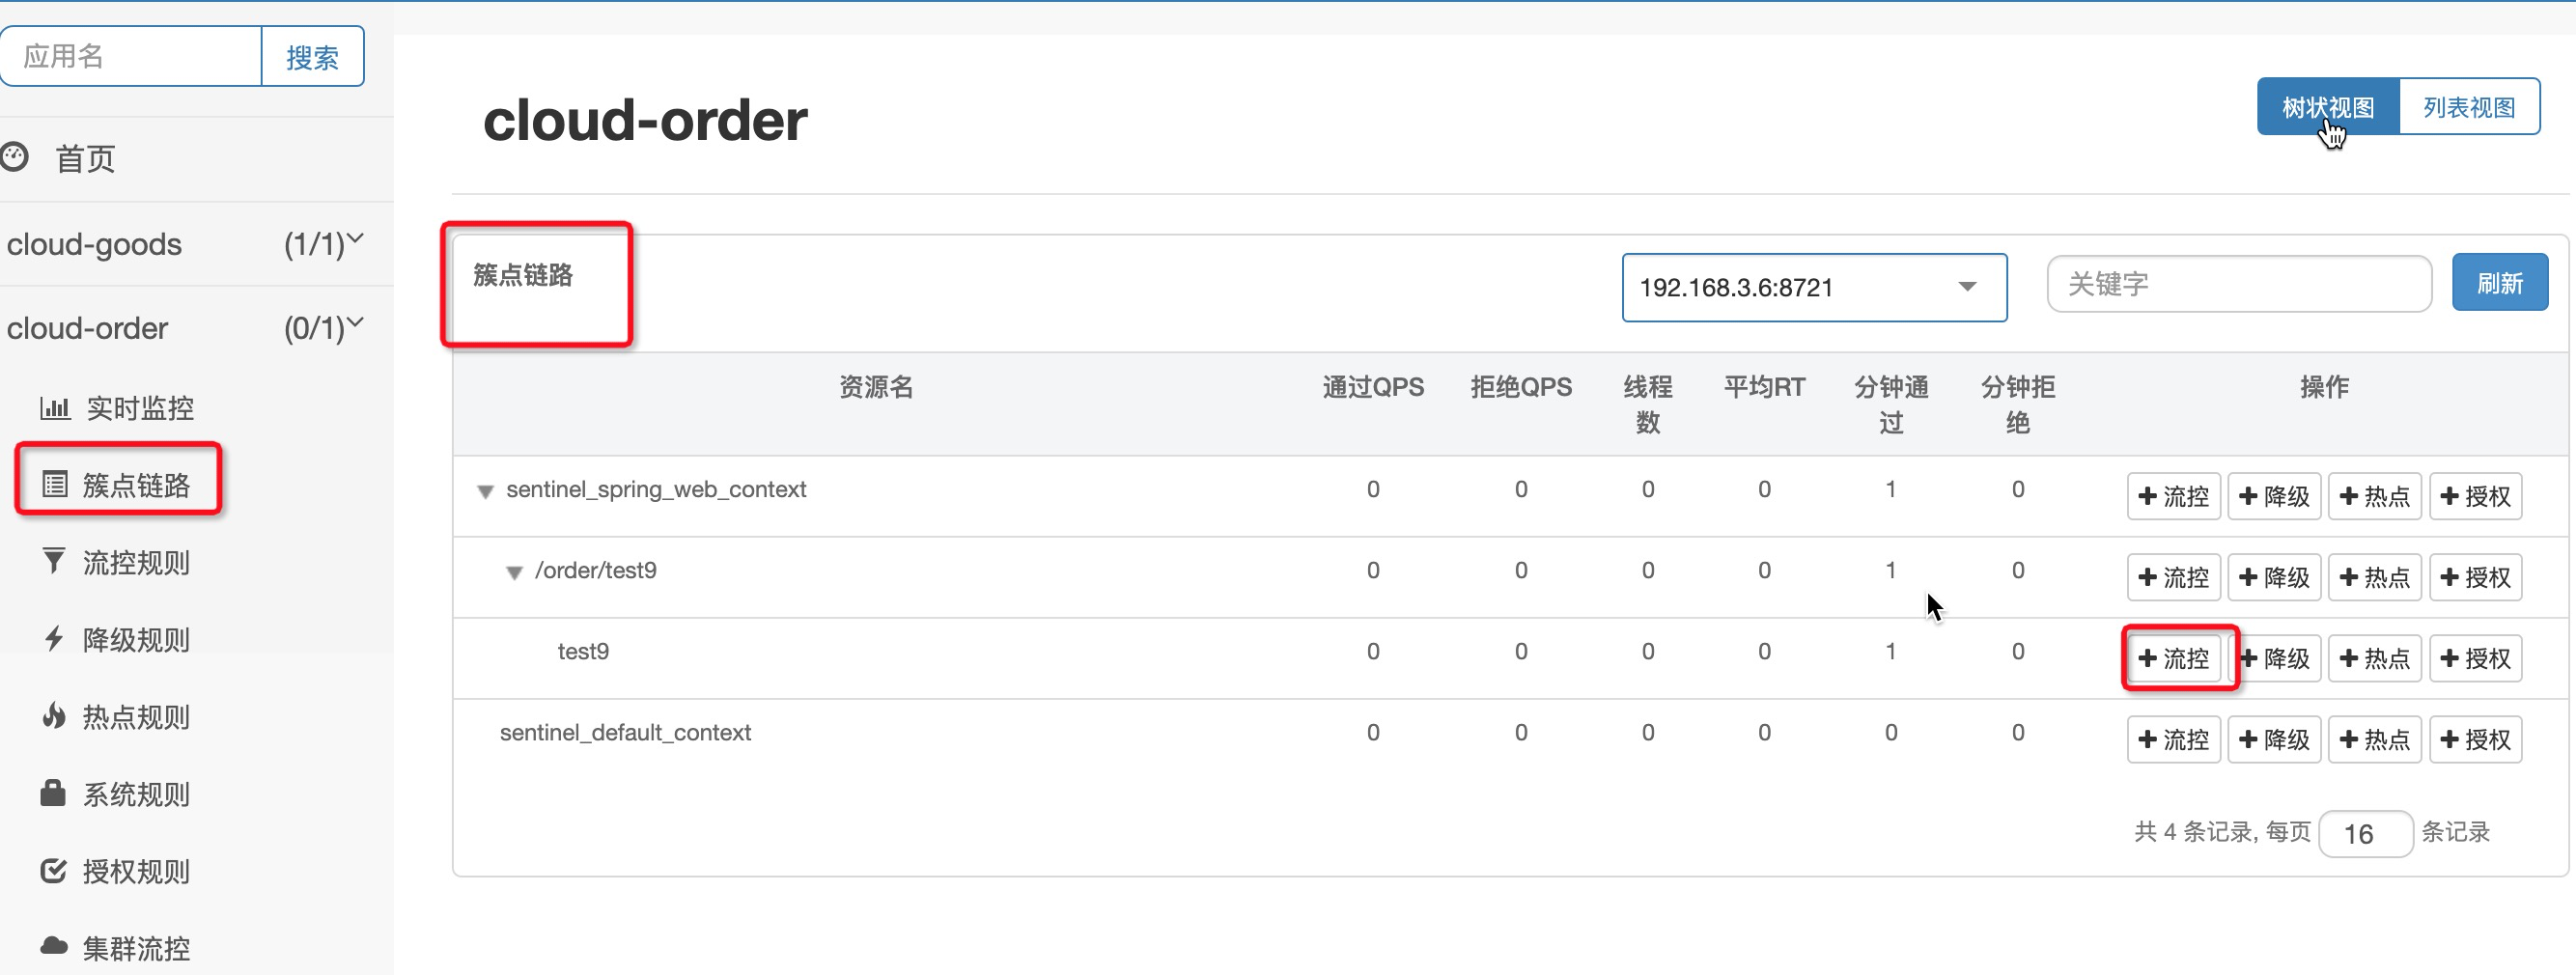 应用名 搜索
首页
cloud-goods (1/1)
cloud-order (0/1)
实时监控
簇点链路
流控规则
降级规则
热点规则
系统规则
授权规则
集群流控
cloud-order 树状视图 列表视图
簇点链路 192.168.3.6:8721 关键字 刷新
资源名 通过QPS 拒绝QPS 线程数 平均RT 分钟通过 分钟拒绝 操作
sentinel_spring_web_context 0 0 0 0 1 0 流控 降级 热点 授权
/order/test9 0 0 0 0 1 0 流控 降级 热点 授权
test9 0 0 0 0 1 0 流控 降级 热点 授权
sentinel_default_context 0 0 0 0 0 0 流控 降级 热点 授权
共 4 条记录, 每页 16 条记录